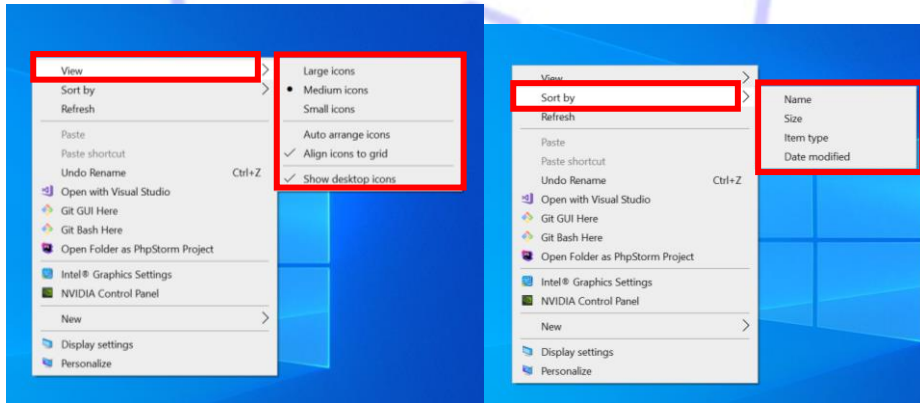 View
Sort by
Refresh
Paste
Paste shortcut
Undo Rename Ctrl+Z
Open with Visual Studio
Git GUI Here
Git Bash Here
Open Folder as PhpStorm Project
Intel® Graphics Settings
NVIDIA Control Panel
New
Display settings
Personalize
Large icons
Medium icons
Small icons
Auto arrange icons
Align icons to grid
Show desktop icons
View
Sort by
Refresh
Paste
Paste shortcut
Undo Rename Ctrl+Z
Open with Visual Studio
Git GUI Here
Git Bash Here
Open Folder as PhpStorm Project
Intel® Graphics Settings
NVIDIA Control Panel
New
Display settings
Personalize
Name
Size
Item type
Date modified